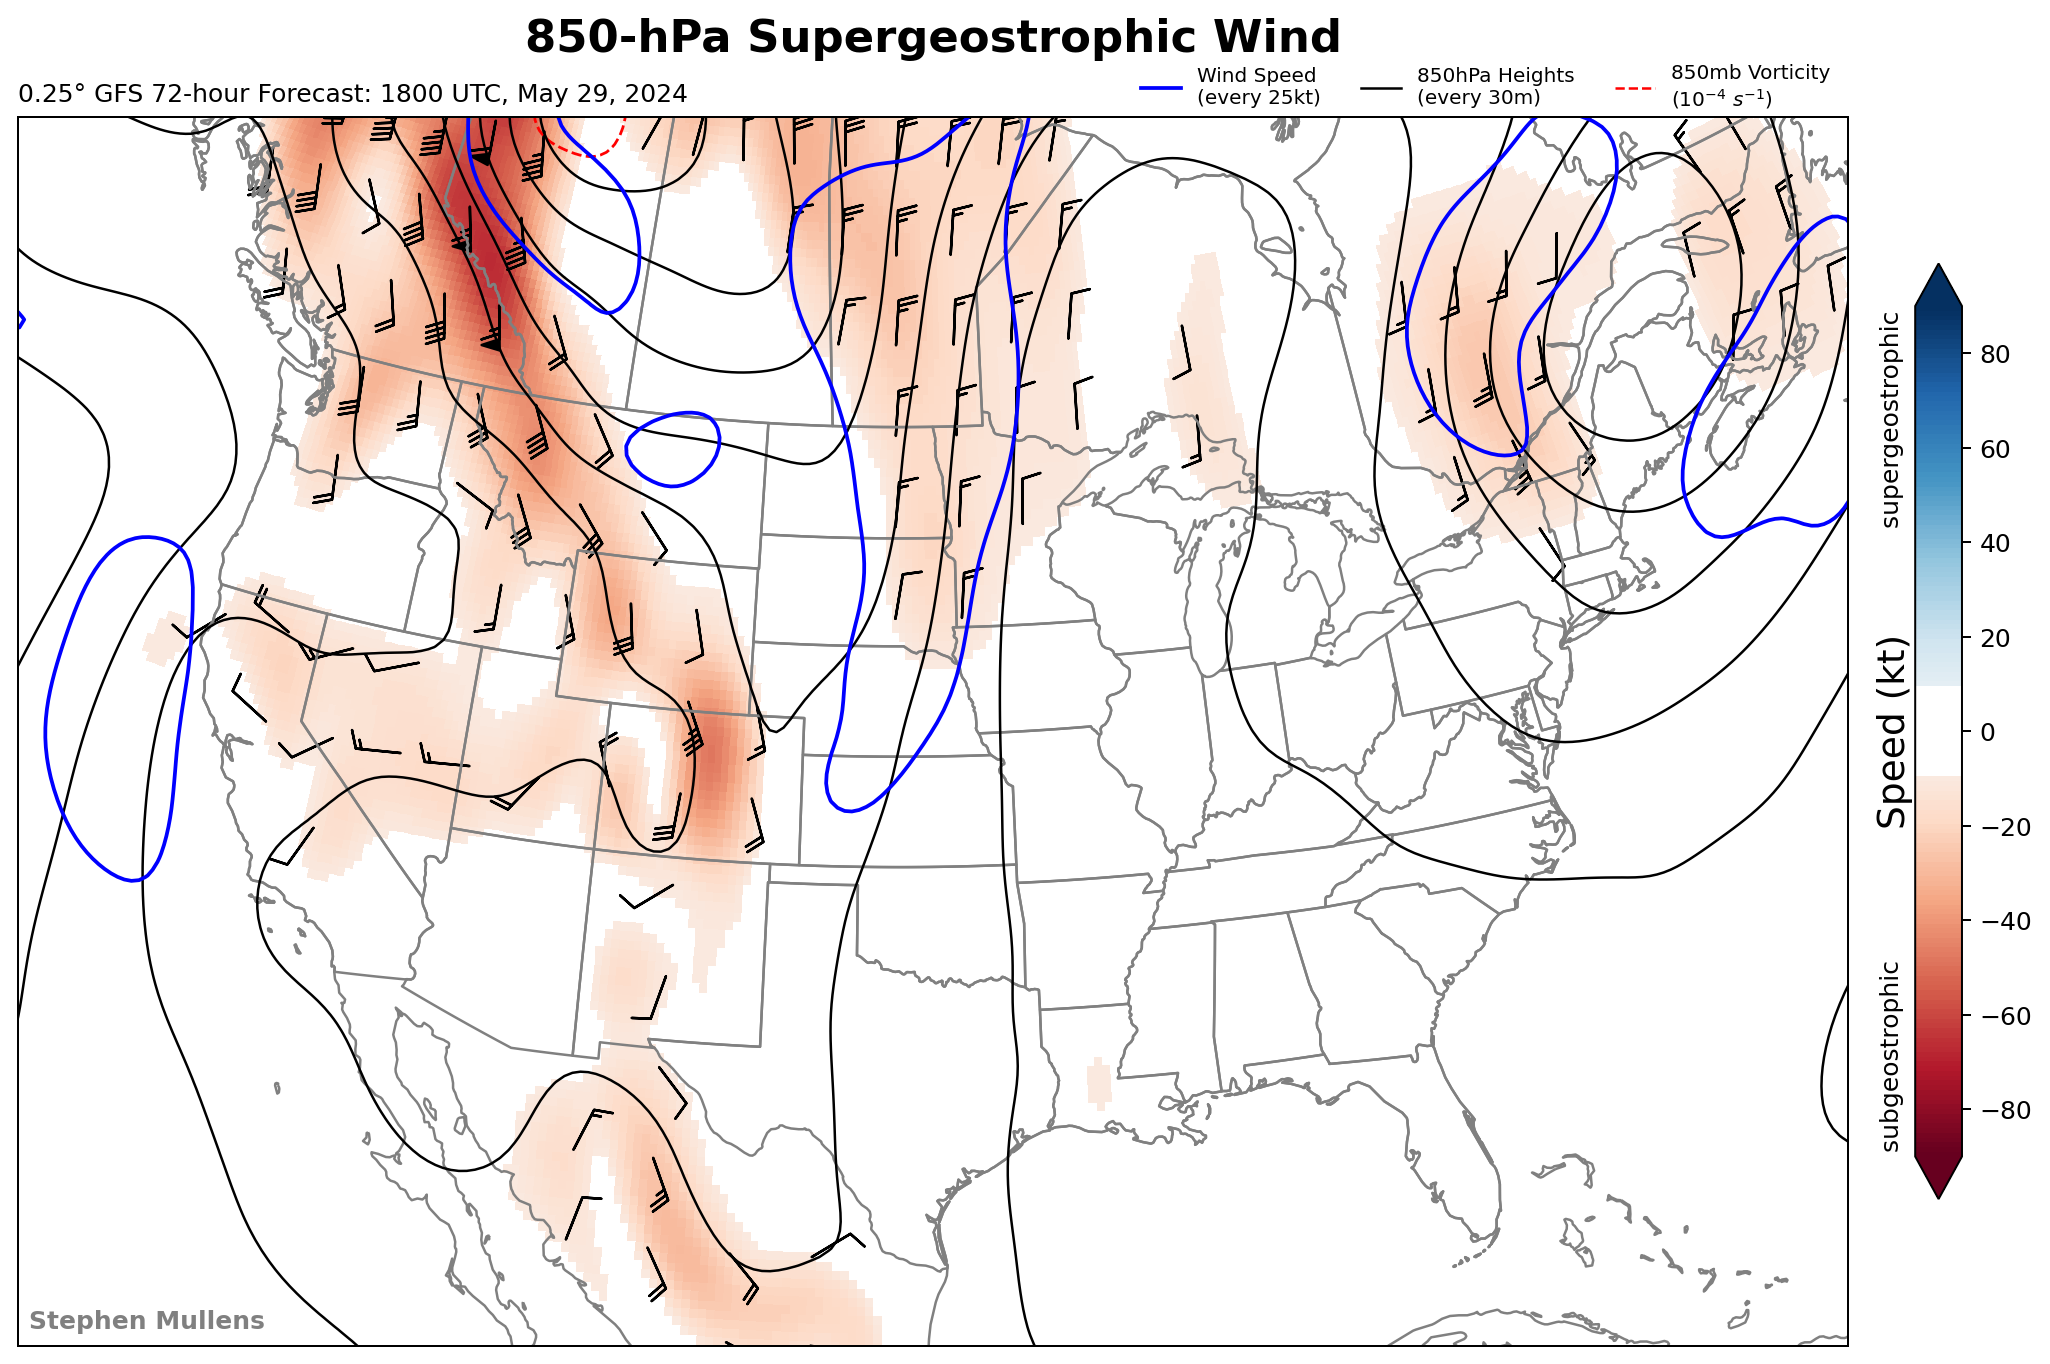 850-hPa Supergeostrophic Wind
0.25° GFS 72-hour Forecast: 1800 UTC, May 29, 2024
Wind Speed
(every 25kt)
850hPa Heights
(every 30m)
850mb Vorticity
(10⁻⁴ s⁻¹)
supergeostrophic
Speed (kt)
subgeostrophic
80
60
40
20
0
−20
−40
−60
−80
Stephen Mullens